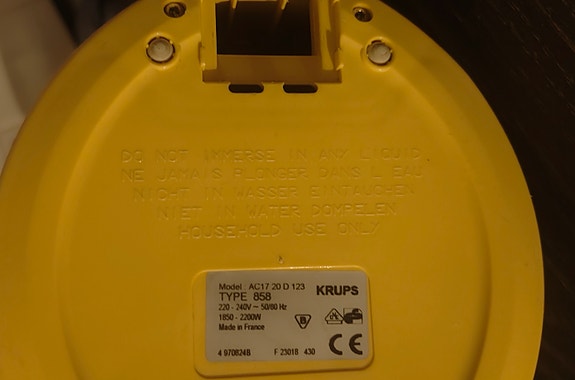 DO NOT IMMERSE IN ANY LIQUID
NE JAMAIS PLONGER DANS L EAU
NICHT IN WASSER EINTAUCHEN
NIET IN WATER DOMPELEN
HOUSEHOLD USE ONLY
Model : AC17 20 D 123
KRUPS
TYPE 858
220 - 240V ~ 50/60 Hz
1850 - 2200W
Made in France
B
4 970824B F 23018 430
CE